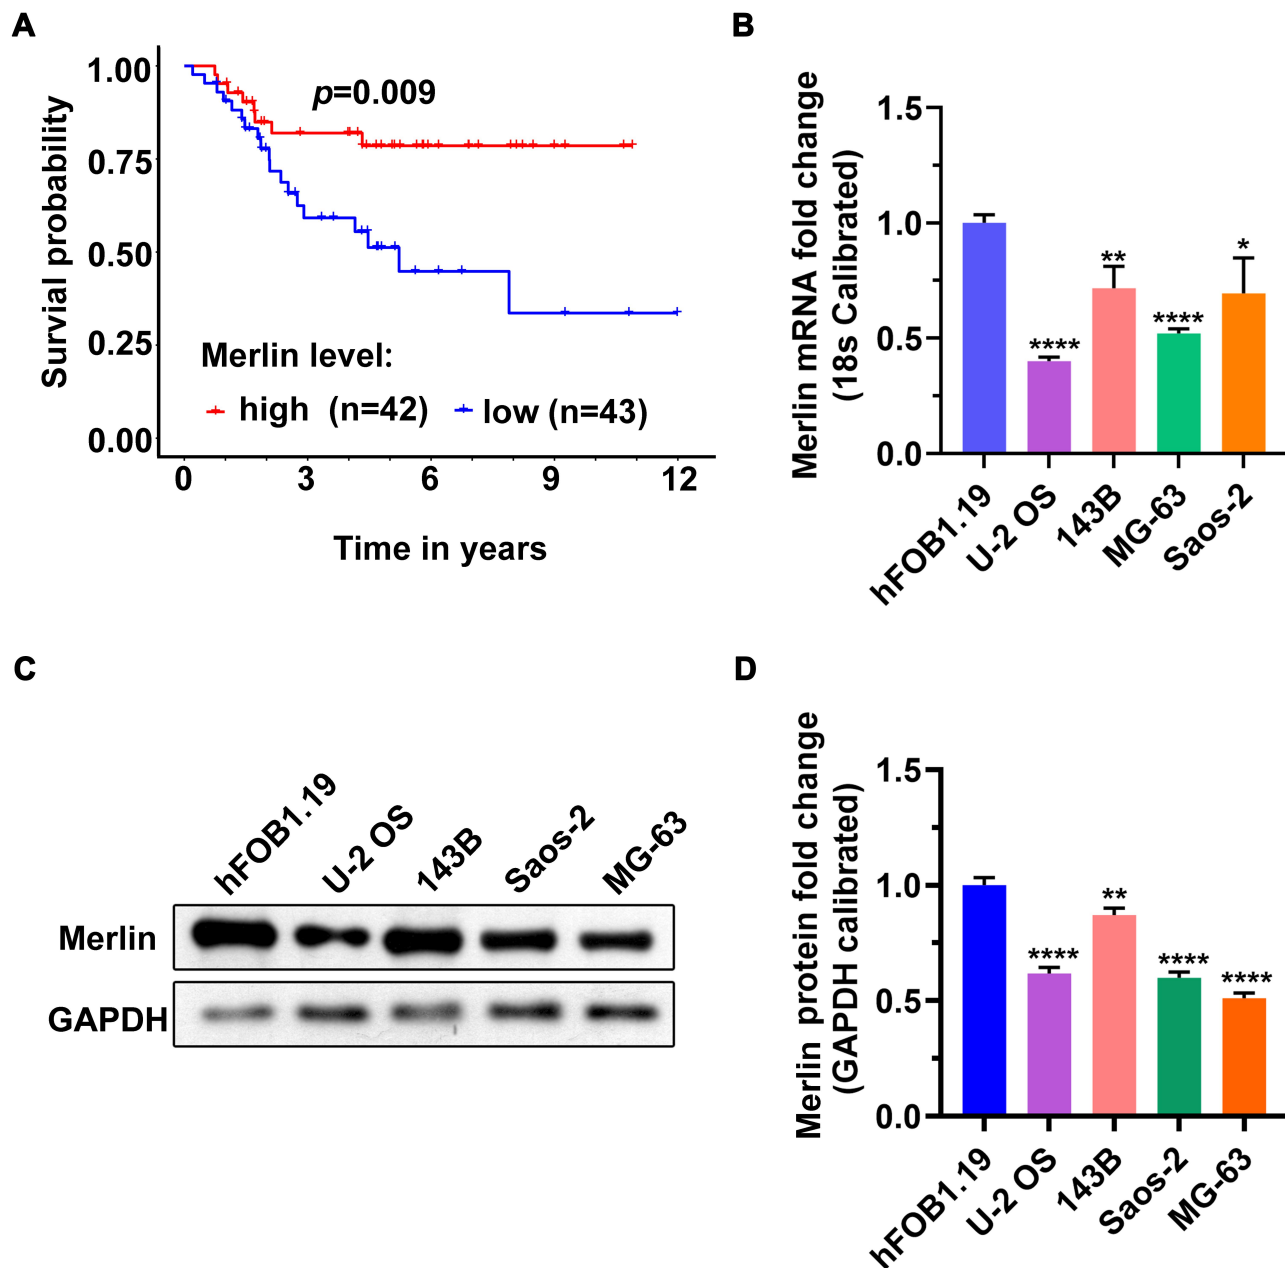 A
1.00
0.75
0.50
0.25
0.00
Survial probability
p=0.009
Merlin level:
high (n=42) low (n=43)
0 3 6 9 12
Time in years
B
Merlin mRNA fold change
(18s Calibrated)
1.5
1.0
0.5
0.0
****
**
****
*
hFOB1.19
U-2 OS
143B
MG-63
Saos-2
C
hFOB1.19
U-2 OS
143B
Saos-2
MG-63
Merlin
GAPDH
D
Merlin protein fold change
(GAPDH calibrated)
1.5
1.0
0.5
0.0
****
**
****
****
hFOB1.19
U-2 OS
143B
Saos-2
MG-63